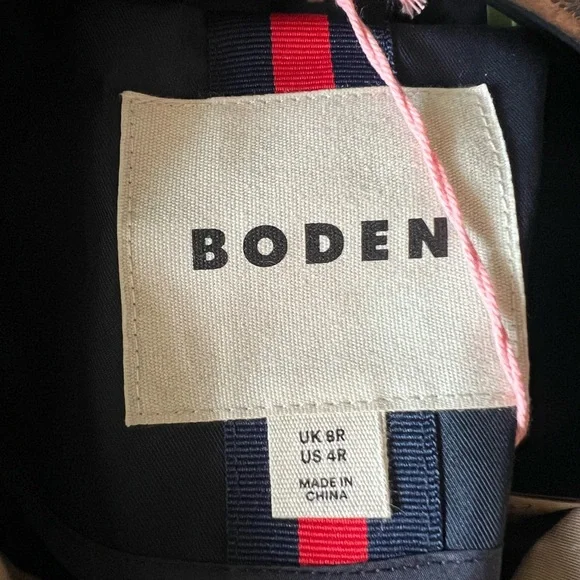 BODEN
UK 8R
US 4R
MADE IN
CHINA